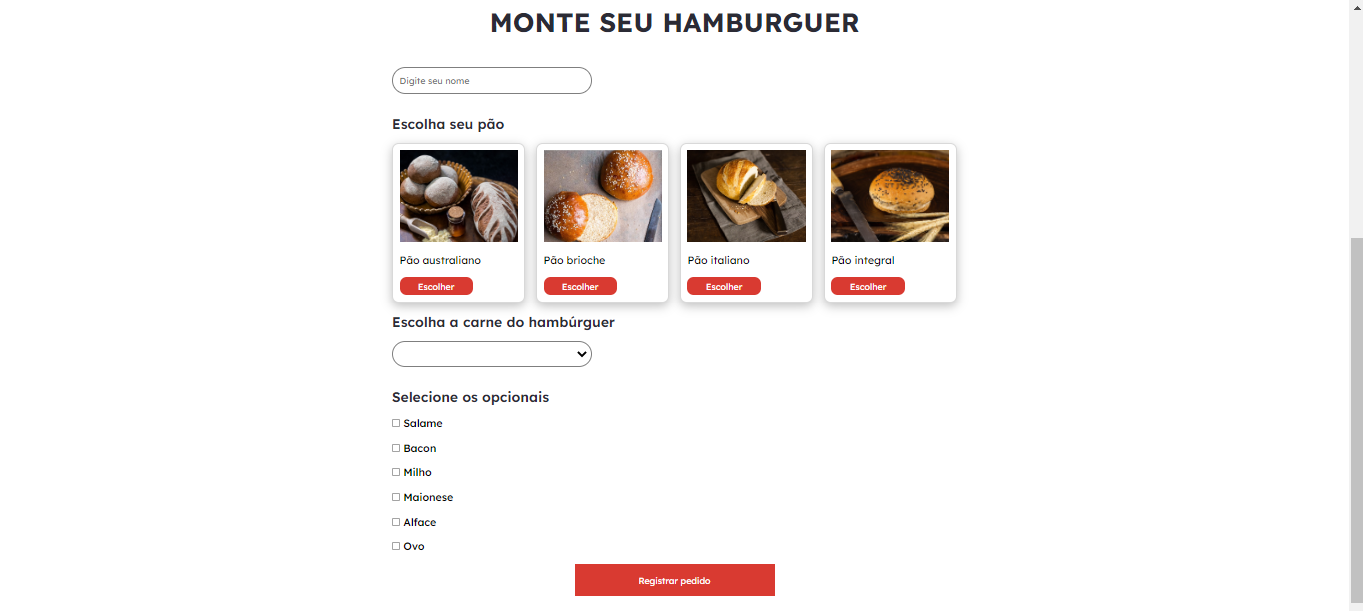 MONTE SEU HAMBURGUER
Digite seu nome
Escolha seu pão
Pão australiano
Escolher
Pão brioche
Escolher
Pão italiano
Escolher
Pão integral
Escolher
Escolha a carne do hambúrguer
Selecione os opcionais
Salame
Bacon
Milho
Maionese
Alface
Ovo
Registrar pedido